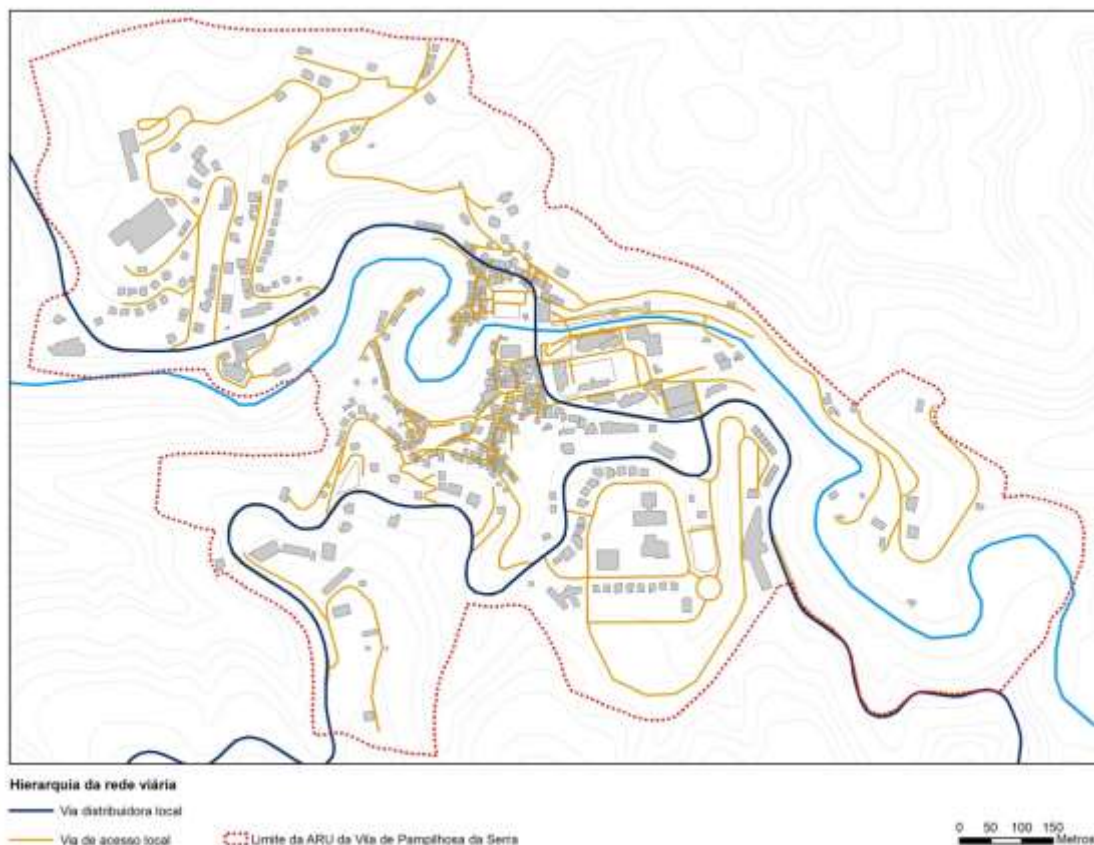 Hierarquia da rede viária
Via distribuidora local
Via de acesso local
Limite da ARU da Vila de Pampilhosa da Serra
0 50 100 150
Metros